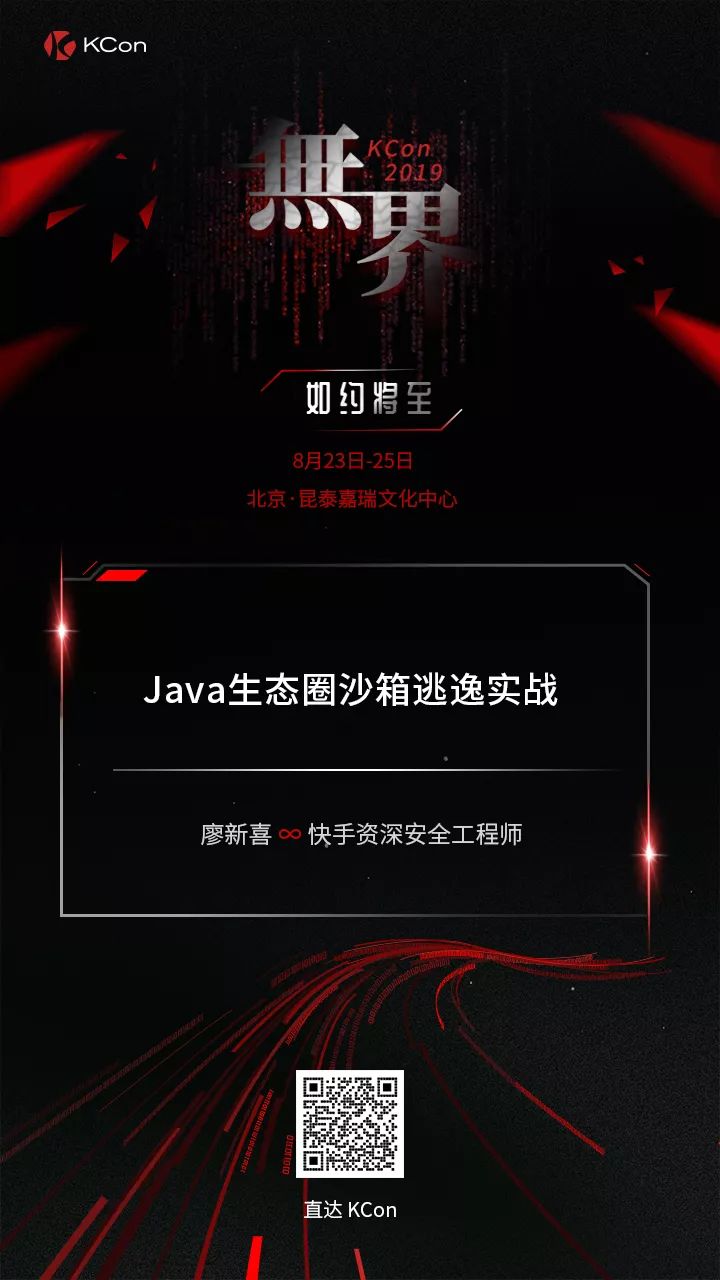 KCon
無界
KCon
2019
如约将至
8月23日-25日
北京·昆泰嘉瑞文化中心
Java生态圈沙箱逃逸实战
廖新喜 ∞ 快手资深安全工程师
直达 KCon